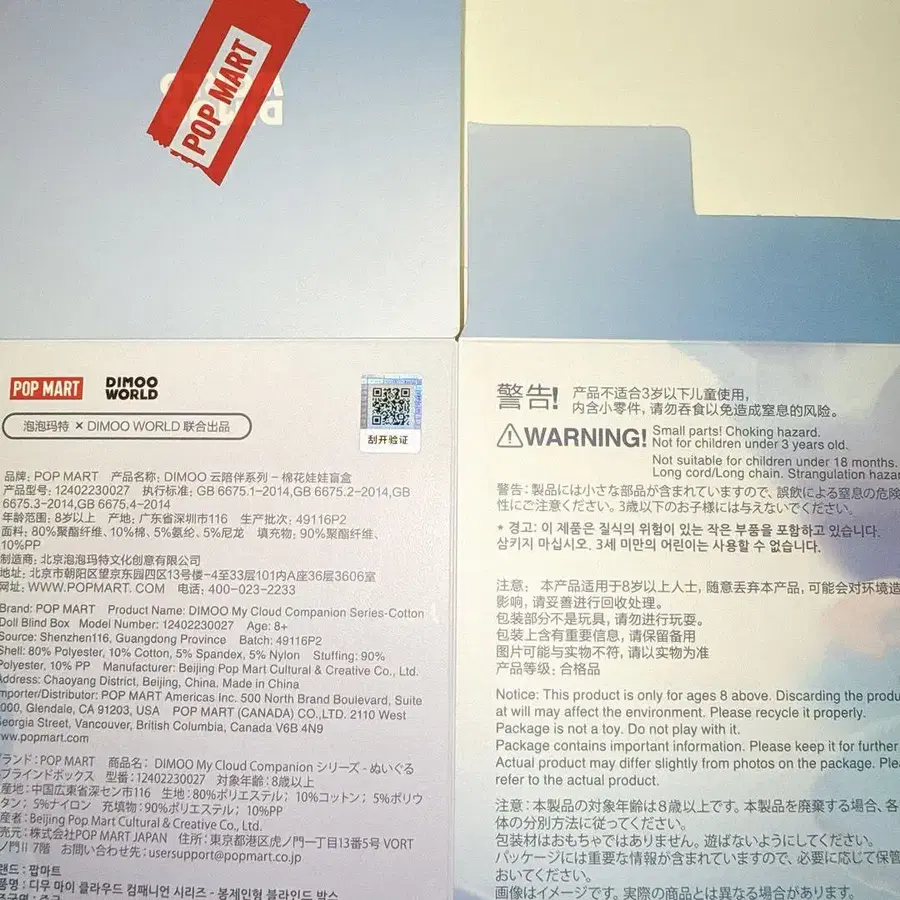 POP MART
POP MART
DIMOO WORLD
泡泡玛特 × DIMOO WORLD 联合出品
刮开验证
品牌: POP MART 产品名称: DIMOO 云陪伴系列 - 棉花娃娃盲盒
产品型号: 12402230027 执行标准: GB 6675.1-2014,GB 6675.2-2014,GB
6675.3-2014,GB 6675.4-2014
年龄范围: 8岁以上 产地: 广东省深圳市116 生产批次: 49116P2
面料: 80%聚酯纤维、10%棉、5%氨纶、5%尼龙 填充物: 90%聚酯纤维、
10%PP
制造商: 北京泡泡玛特文化创意有限公司
地址: 北京市朝阳区望京东园四区13号楼-4至33层101内A座36层3606室
网址: WWW.POPMART.COM 电话: 400-023-2233
Brand: POP MART Product Name: DIMOO My Cloud Companion Series-Cotton
Doll Blind Box Model Number: 12402230027 Age: 8+
Source: Shenzhen116, Guangdong Province Batch: 49116P2
Shell: 80% Polyester, 10% Cotton, 5% Spandex, 5% Nylon Stuffing: 90%
Polyester, 10% PP Manufacturer: Beijing Pop Mart Cultural & Creative Co., Ltd.
Address: Chaoyang District, Beijing, China. Made in China
mporter/Distributor: POP MART Americas Inc. 500 North Brand Boulevard, Suite
000, Glendale, CA 91203, USA POP MART (CANADA) CO.,LTD. 2110 West
Georgia Street, Vancouver, British Columbia, Canada V6B 4N9
ww.popmart.com
ランド: POP MART 商品名: DIMOO My Cloud Companion シリーズ - ぬいぐる
ブラインドボックス 型番: 12402230027 対象年齢: 8歳以上
産地: 中国広東省深セン市116 生地: 80%ポリエステル; 10%コットン; 5%ポリウ
タン; 5%ナイロン 充填物: 90%ポリエステル; 10%PP
産者: Beijing Pop Mart Cultural & Creative Co., Ltd.
売元: 株式会社POP MART JAPAN 住所: 東京都港区虎ノ門一丁目13番5号 VORT
ノ門II 7階 お問い合わせ先: usersupport@popmart.co.jp
랜드: 팝마트
품명: 디무 마이 클라우드 컴패니언 시리즈 - 봉제인형 블라인드 박스
警告! 产品不适合3岁以下儿童使用,
内含小零件, 请勿吞食以免造成窒息的风险。
⚠WARNING! Small parts! Choking hazard.
Not for children under 3 years old.
Not suitable for children under 18 months.
Long cord/Long chain. Strangulation hazar
警告: 製品には小さな部品が含まれていますので、誤飲による窒息の危険
性にご注意ください。3歳以下のお子様には与えないでください。
* 경고: 이 제품은 질식의 위험이 있는 작은 부품을 포함하고 있습니다.
삼키지 마십시오. 3세 미만의 어린이는 사용할 수 없습니다.
注意: 本产品适用于8岁以上人士, 随意丢弃本产品, 可能会对环境造
影响, 请妥善进行回收处理。
包装部分不是玩具, 请勿进行玩耍。
包装上含有重要信息, 请保留备用
图片可能与实物不符, 请以实物为准
产品等级: 合格品
Notice: This product is only for ages 8 above. Discarding the produ
at will may affect the environment. Please recycle it properly.
Package is not a toy. Do not play with it.
Package contains important information. Please keep it for further
Actual product may differ slightly from photos on the package. Plea
refer to the actual product.
注意: 本製品の対象年齢は8歳以上です。本製品を廃棄する場合、各
体の分別方法に従ってください。
包装材はおもちゃではありません。遊ばないようにしてください。
パッケージには重要な情報が含まれていますので、必要に応じて保管
おいてください。
画像はイメージです。実際の商品とは異なる場合があります。